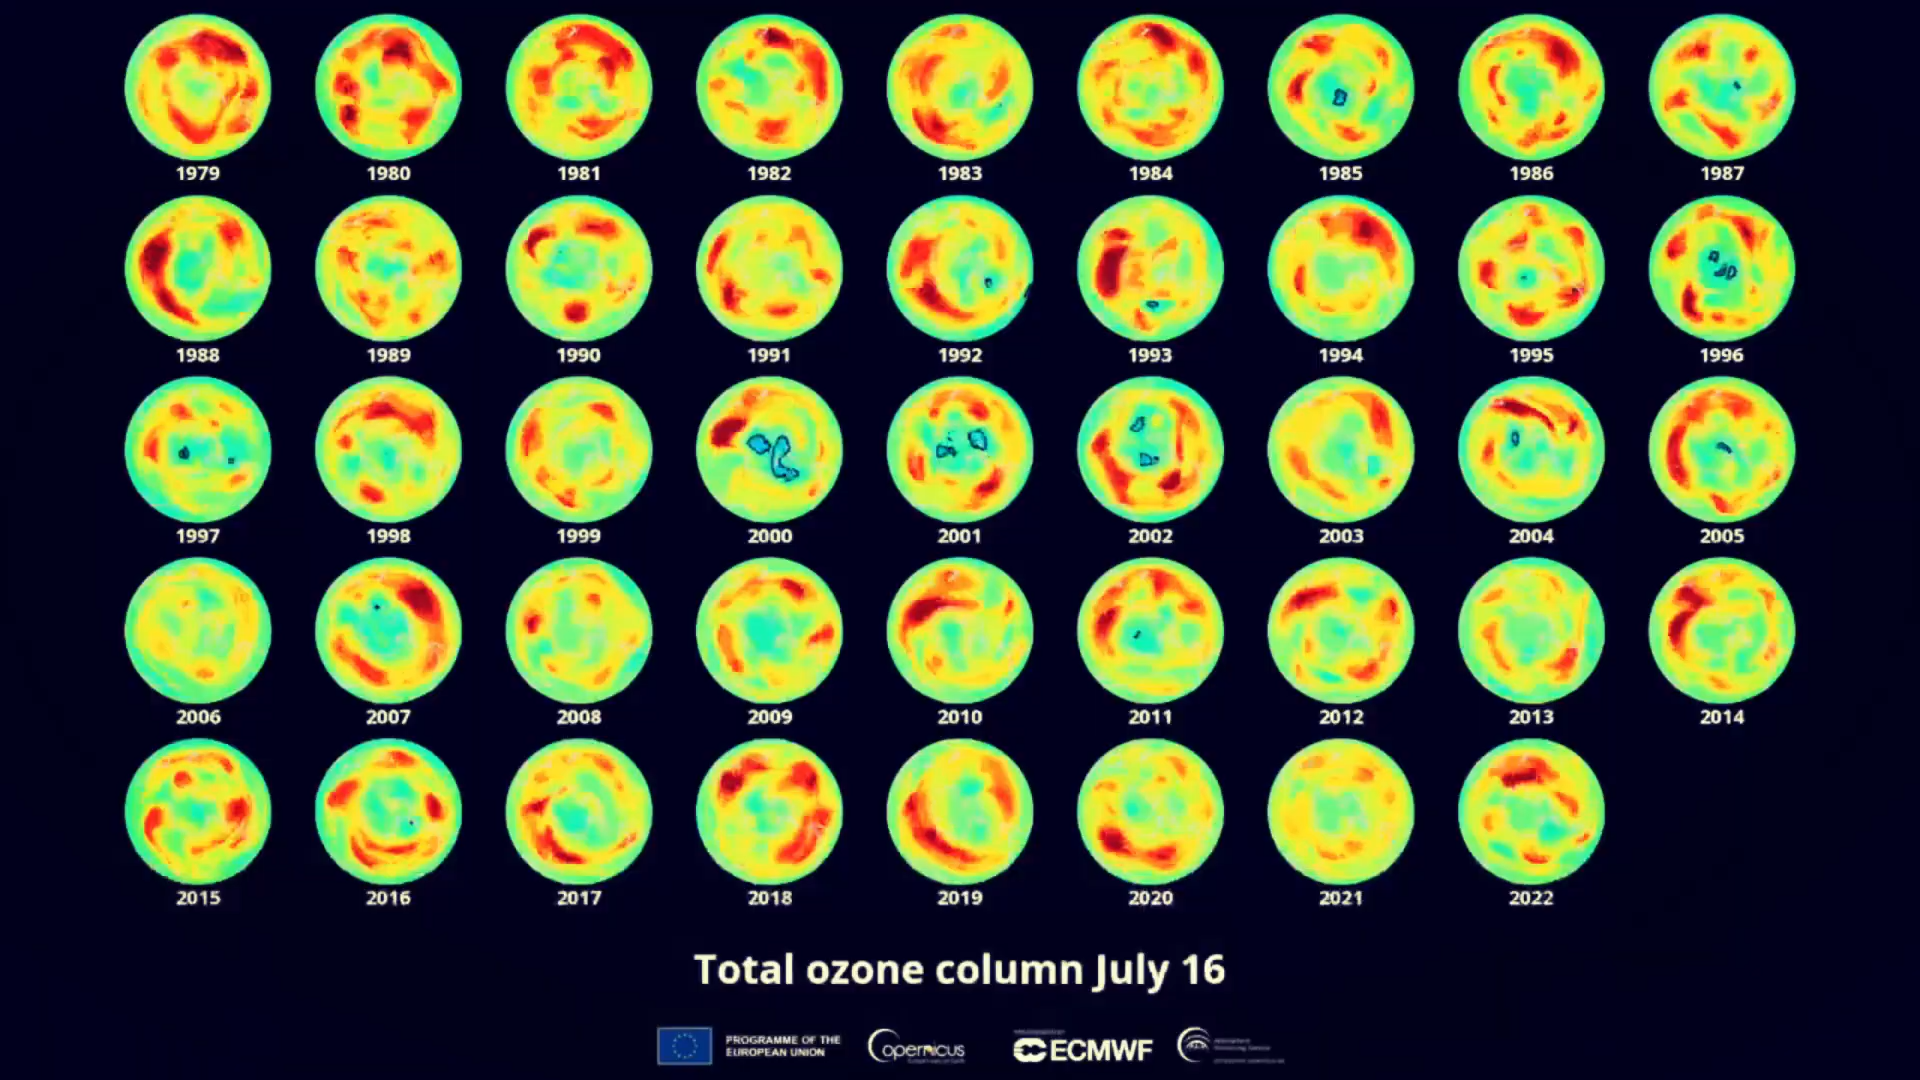 1979 1980 1981 1982 1983 1984 1985 1986 1987
1988 1989 1990 1991 1992 1993 1994 1995 1996
1997 1998 1999 2000 2001 2002 2003 2004 2005
2006 2007 2008 2009 2010 2011 2012 2013 2014
2015 2016 2017 2018 2019 2020 2021 2022
Total ozone column July 16
PROGRAMME OF THE
EUROPEAN UNION
Copernicus
ECMWF